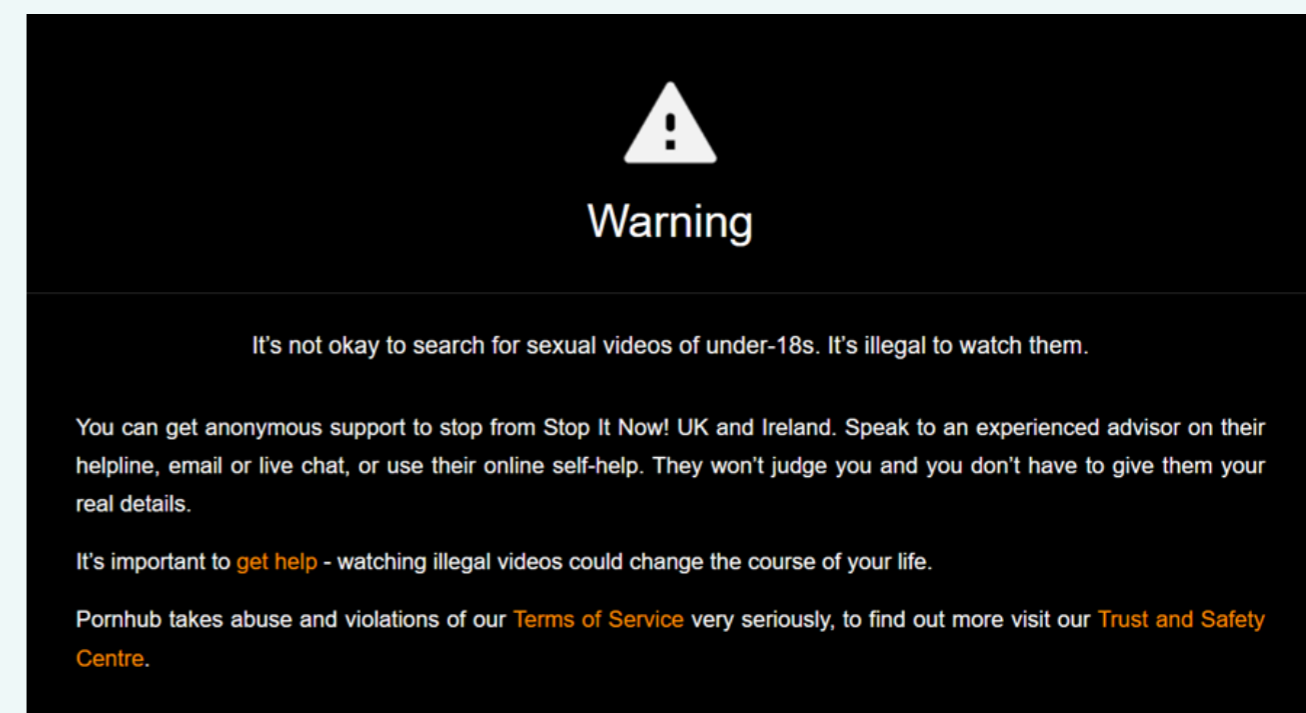 Warning
It’s not okay to search for sexual videos of under-18s. It’s illegal to watch them.
You can get anonymous support to stop from Stop It Now! UK and Ireland. Speak to an experienced advisor on their
helpline, email or live chat, or use their online self-help. They won’t judge you and you don’t have to give them your
real details.
It’s important to get help - watching illegal videos could change the course of your life.
Pornhub takes abuse and violations of our Terms of Service very seriously, to find out more visit our Trust and Safety
Centre.